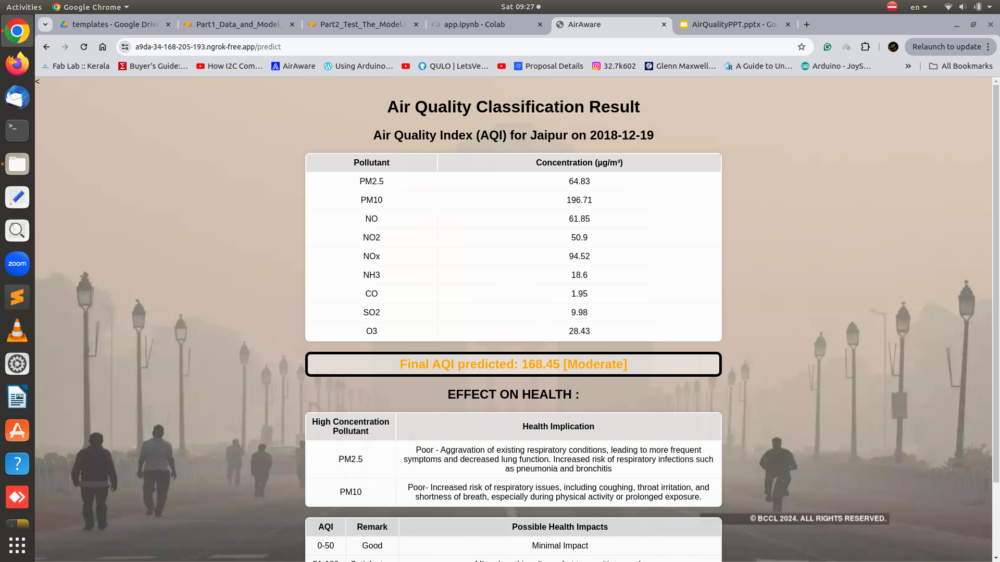 Activities Google Chrome Sat 09:27 en
templates - Google Drive Part1_Data_and_Model_ Part2_Test_The_Model.i app.ipynb - Colab AirAware AirQualityPPT.pptx - Goo
a9da-34-168-205-193.ngrok-free.app/predict Relaunch to update
Fab Lab :: Kerala Buyer's Guide:... How I2C Com... AirAware Using Arduino... QULO | LetsVe... Proposal Details 32.7k602 Glenn Maxwell... A Guide to Un... Arduino - JoyS... » All Bookmarks
<
Air Quality Classification Result
Air Quality Index (AQI) for Jaipur on 2018-12-19
Pollutant Concentration (µg/m³)
PM2.5 64.83
PM10 196.71
NO 61.85
NO2 50.9
NOx 94.52
NH3 18.6
CO 1.95
SO2 9.98
O3 28.43
Final AQI predicted: 168.45 [Moderate]
EFFECT ON HEALTH :
High Concentration
Pollutant
Health Implication
PM2.5
Poor - Aggravation of existing respiratory conditions, leading to more frequent
symptoms and decreased lung function. Increased risk of respiratory infections such
as pneumonia and bronchitis
PM10
Poor- Increased risk of respiratory issues, including coughing, throat irritation, and
shortness of breath, especially during physical activity or prolonged exposure.
© BCCL 2024. ALL RIGHTS RESERVED.
AQI Remark Possible Health Impacts
0-50 Good Minimal Impact
zoom